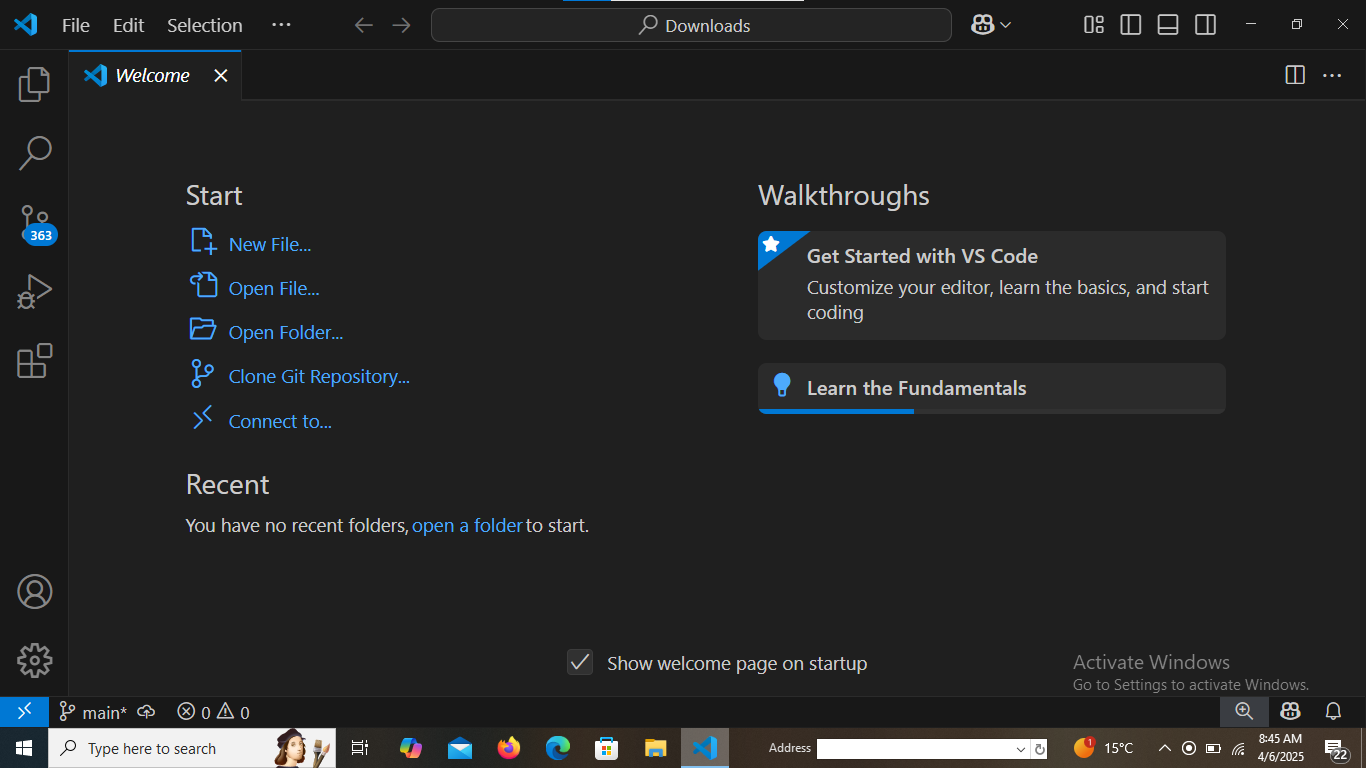 File Edit Selection ··· Downloads
Welcome
Start
New File...
Open File...
Open Folder...
Clone Git Repository...
Connect to...
Recent
You have no recent folders, open a folder to start.
Walkthroughs
Get Started with VS Code
Customize your editor, learn the basics, and start
coding
Learn the Fundamentals
363
Show welcome page on startup
Activate Windows
Go to Settings to activate Windows.
main* 0 0
Type here to search
Address
1
15°C
8:45 AM
4/6/2025
22